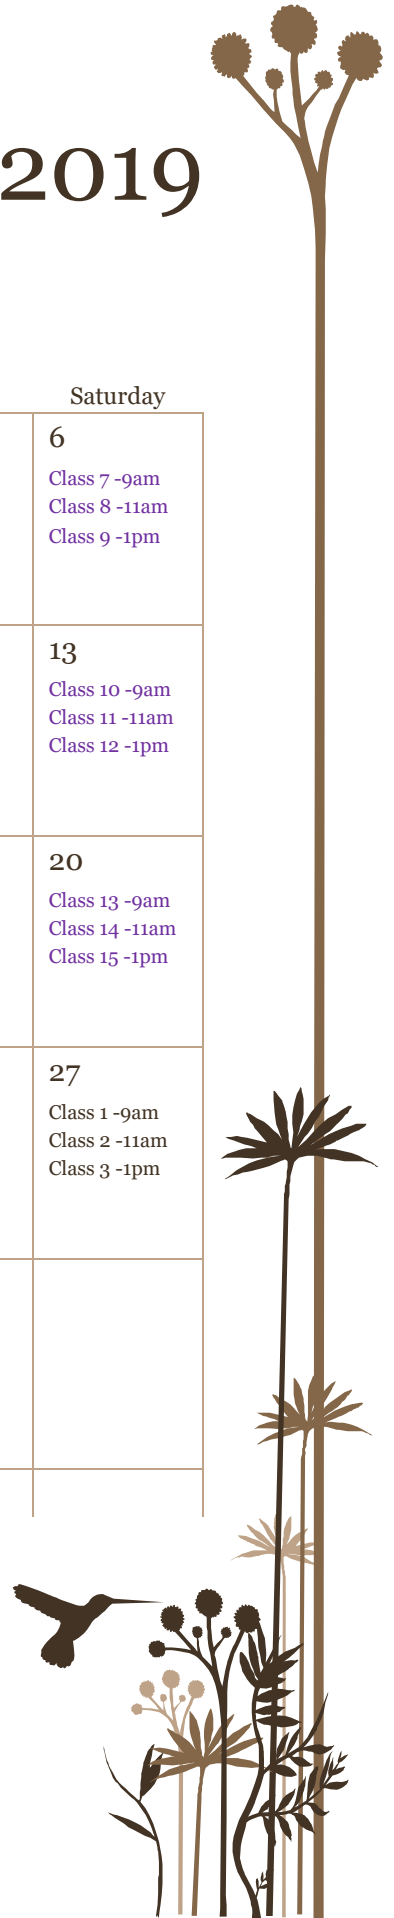 2019
Saturday
6
Class 7 -9am
Class 8 -11am
Class 9 -1pm
13
Class 10 -9am
Class 11 -11am
Class 12 -1pm
20
Class 13 -9am
Class 14 -11am
Class 15 -1pm
27
Class 1 -9am
Class 2 -11am
Class 3 -1pm